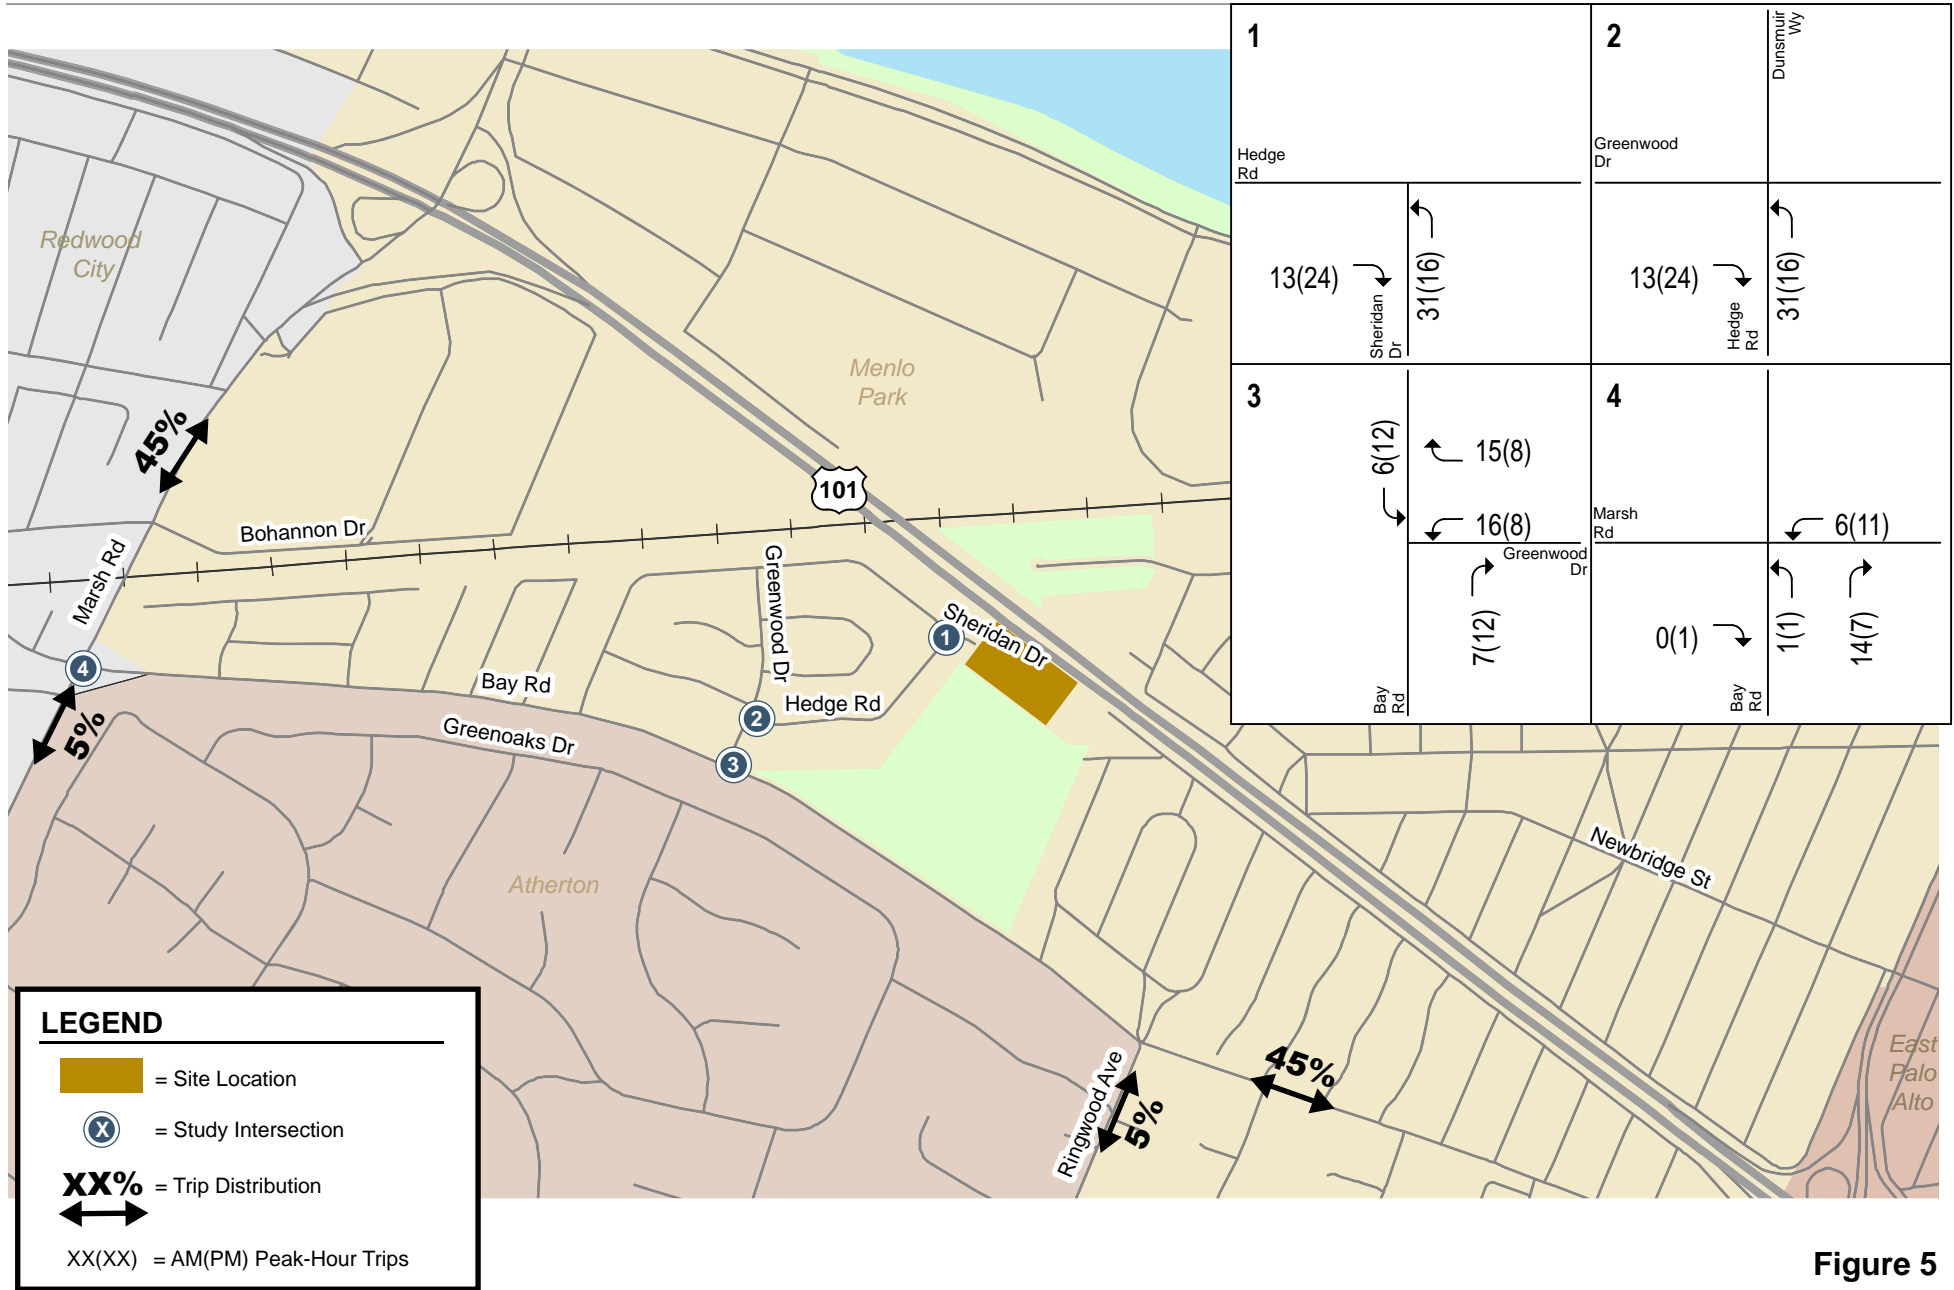 Redwood
City
Menlo
Park
101
45%
Bohannon Dr
Marsh Rd
Greenwood Dr
Sheridan Dr
1
4
Bay Rd
Hedge Rd
2
5%
Greenoaks Dr
3
Newbridge St
Atherton
East
Palo
Alto
45%
Ringwood Ave
5%
1
Hedge
Rd
13(24)
31(16)
Sheridan
Dr
2
Dunsmuir
Wy
Greenwood
Dr
13(24)
31(16)
Hedge
Rd
3
6(12)
15(8)
16(8)
Greenwood
Dr
7(12)
Bay
Rd
4
Marsh
Rd
6(11)
0(1)
1(1)
14(7)
Bay
Rd
LEGEND
= Site Location
X = Study Intersection
XX% = Trip Distribution
XX(XX) = AM(PM) Peak-Hour Trips
Figure 5